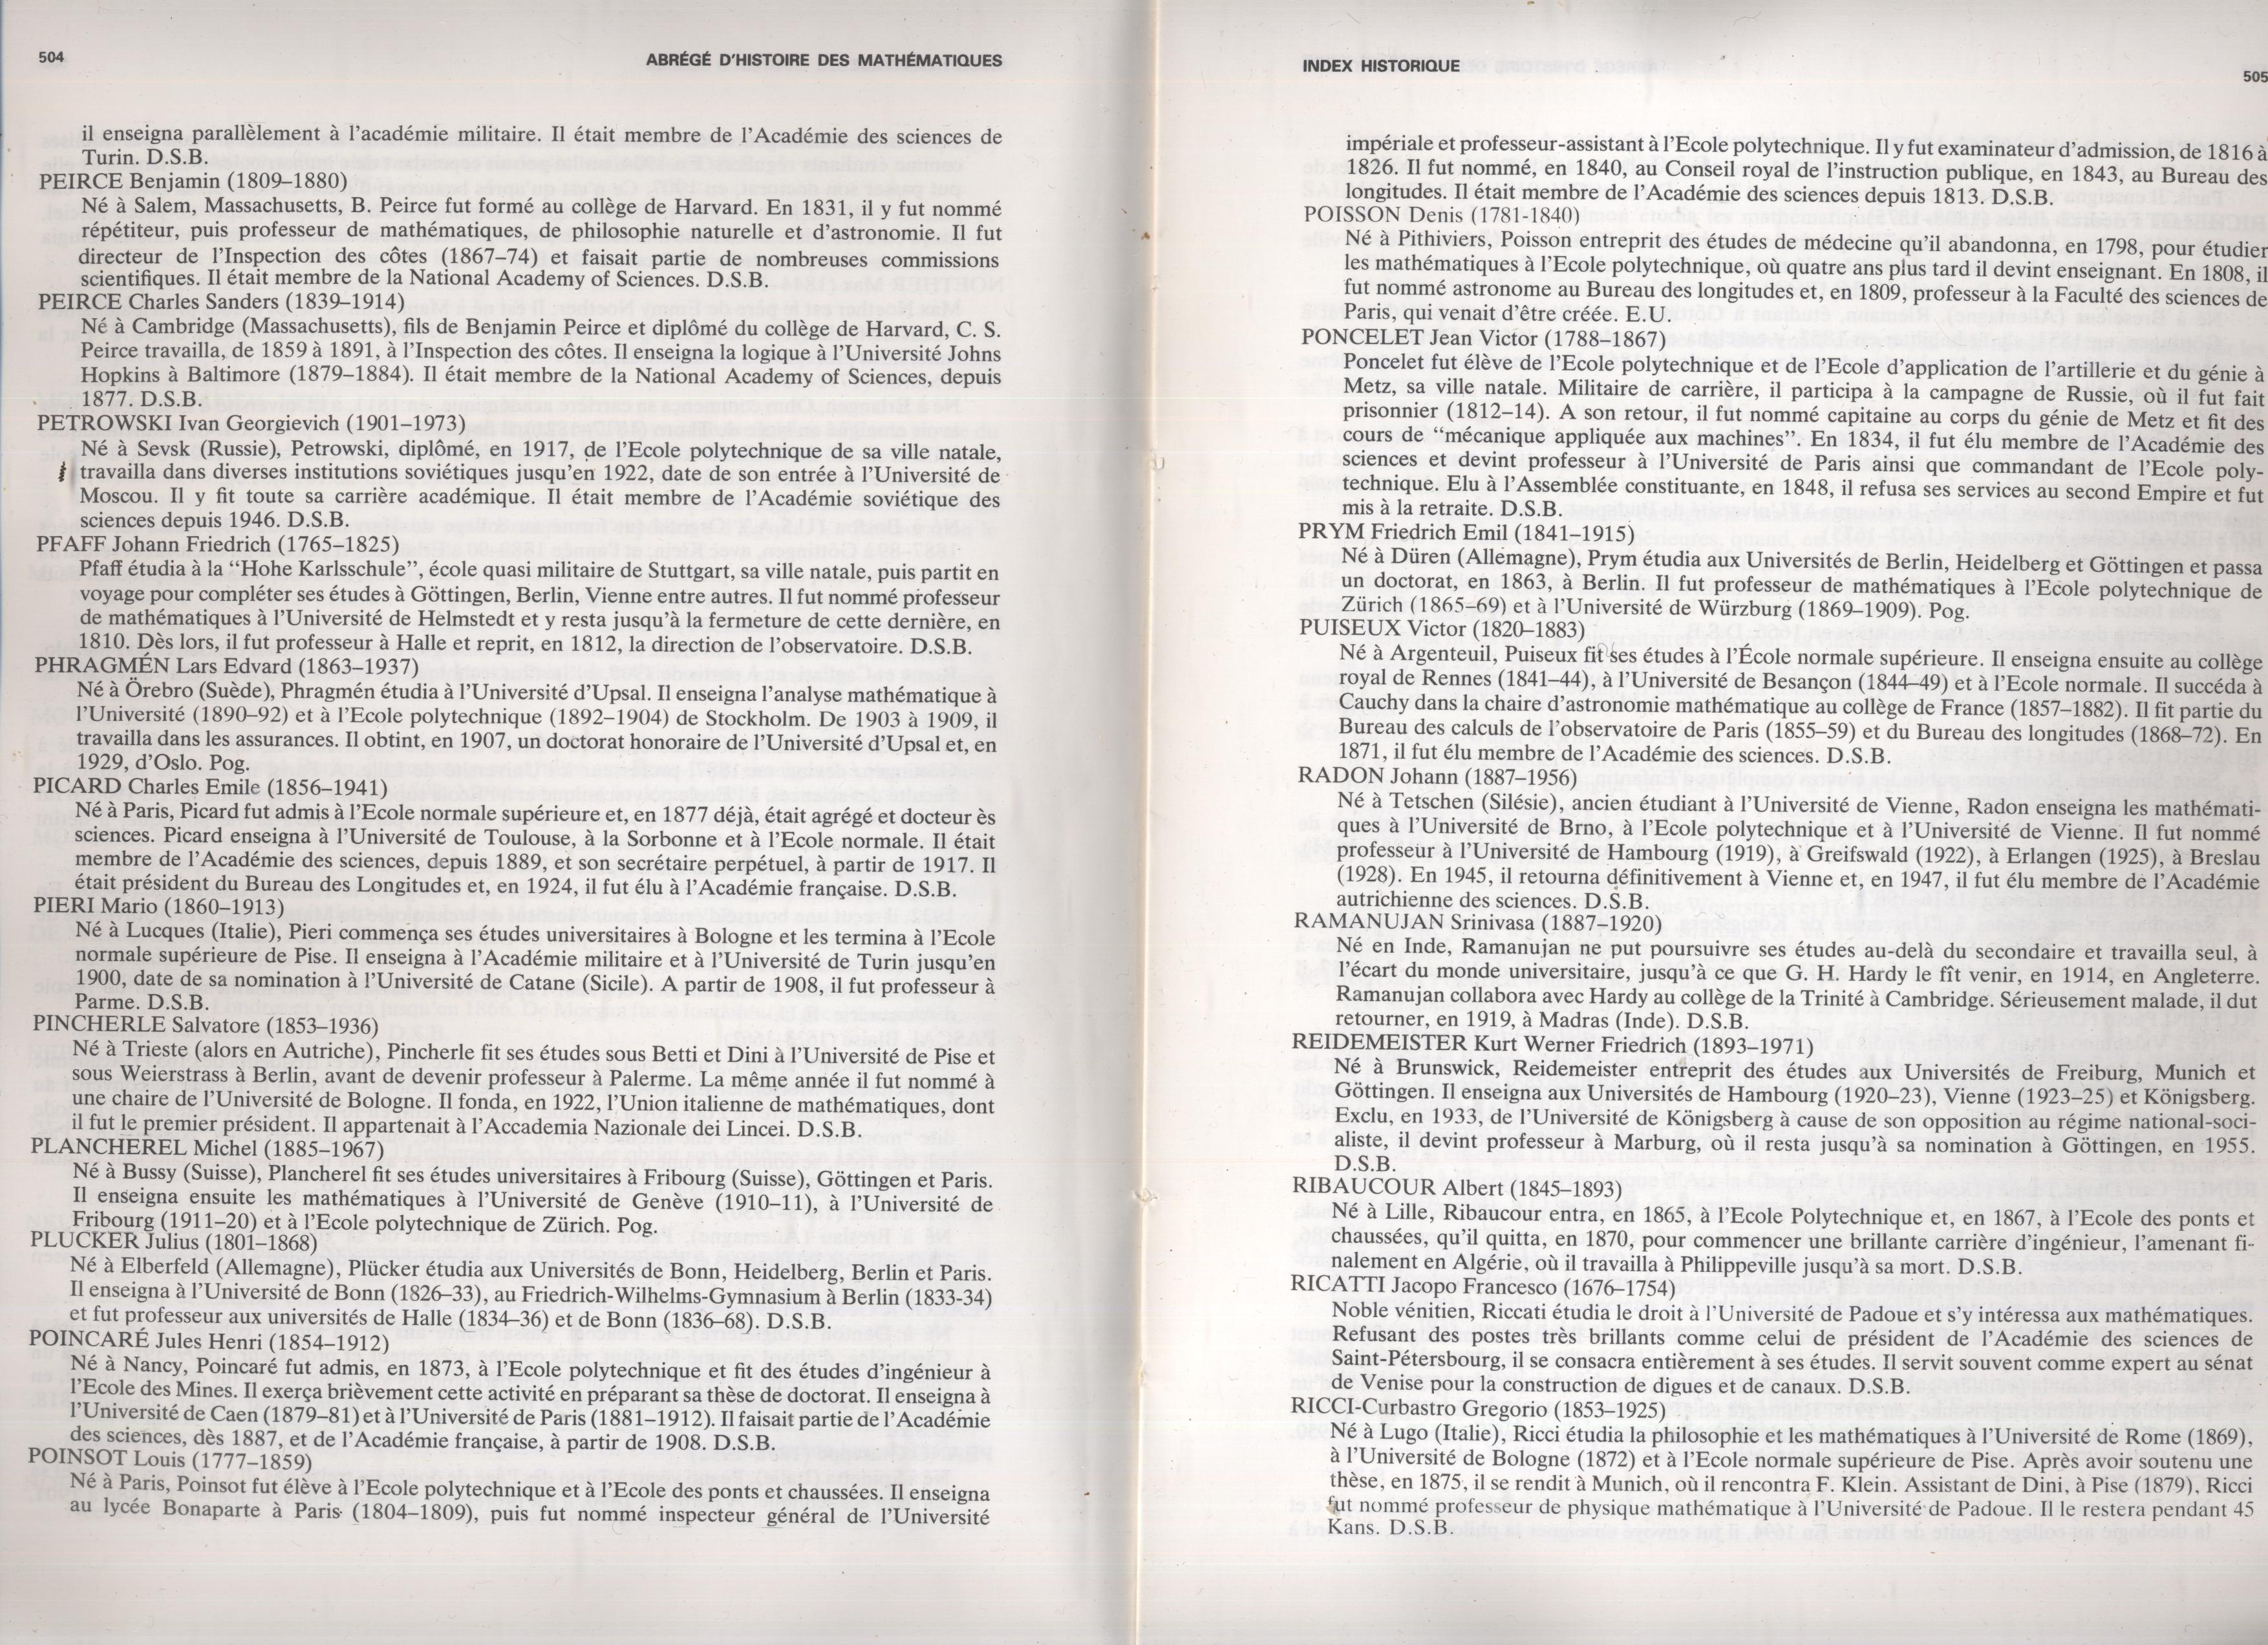 504
ABRÉGÉ D'HISTOIRE DES MATHÉMATIQUES
il enseigna parallèlement à l'académie militaire. Il était membre de l'Académie des sciences de
Turin. D.S.B.
PEIRCE Benjamin (1809–1880)
Né à Salem, Massachusetts, B. Peirce fut formé au collège de Harvard. En 1831, il y fut nommé
répétiteur, puis professeur de mathématiques, de philosophie naturelle et d'astronomie. Il fut
directeur de l'Inspection des côtes (1867–74) et faisait partie de nombreuses commissions
scientifiques. Il était membre de la National Academy of Sciences. D.S.B.
PEIRCE Charles Sanders (1839–1914)
Né à Cambridge (Massachusetts), fils de Benjamin Peirce et diplômé du collège de Harvard, C. S.
Peirce travailla, de 1859 à 1891, à l'Inspection des côtes. Il enseigna la logique à l'Université Johns
Hopkins à Baltimore (1879–1884). Il était membre de la National Academy of Sciences, depuis
1877. D.S.B.
PETROWSKI Ivan Georgievich (1901–1973)
Né à Sevsk (Russie), Petrowski, diplômé, en 1917, de l'Ecole polytechnique de sa ville natale,
travailla dans diverses institutions soviétiques jusqu'en 1922, date de son entrée à l'Université de
Moscou. Il y fit toute sa carrière académique. Il était membre de l'Académie soviétique des
sciences depuis 1946. D.S.B.
PFAFF Johann Friedrich (1765–1825)
Pfaff étudia à la “Hohe Karlsschule”, école quasi militaire de Stuttgart, sa ville natale, puis partit en
voyage pour compléter ses études à Göttingen, Berlin, Vienne entre autres. Il fut nommé professeur
de mathématiques à l'Université de Helmstedt et y resta jusqu'à la fermeture de cette dernière, en
1810. Dès lors, il fut professeur à Halle et reprit, en 1812, la direction de l'observatoire. D.S.B.
PHRAGMÉN Lars Edvard (1863–1937)
Né à Örebro (Suède), Phragmén étudia à l'Université d'Upsal. Il enseigna l'analyse mathématique à
l'Université (1890–92) et à l'Ecole polytechnique (1892–1904) de Stockholm. De 1903 à 1909, il
travailla dans les assurances. Il obtint, en 1907, un doctorat honoraire de l'Université d'Upsal et, en
1929, d'Oslo. Pog.
PICARD Charles Emile (1856–1941)
Né à Paris, Picard fut admis à l'Ecole normale supérieure et, en 1877 déjà, était agrégé et docteur ès
sciences. Picard enseigna à l'Université de Toulouse, à la Sorbonne et à l'Ecole normale. Il était
membre de l'Académie des sciences, depuis 1889, et son secrétaire perpétuel, à partir de 1917. Il
était président du Bureau des Longitudes et, en 1924, il fut élu à l'Académie française. D.S.B.
PIERI Mario (1860–1913)
Né à Lucques (Italie), Pieri commença ses études universitaires à Bologne et les termina à l'Ecole
normale supérieure de Pise. Il enseigna à l'Académie militaire et à l'Université de Turin jusqu'en
1900, date de sa nomination à l'Université de Catane (Sicile). A partir de 1908, il fut professeur à
Parme. D.S.B.
PINCHERLE Salvatore (1853–1936)
Né à Trieste (alors en Autriche), Pincherle fit ses études sous Betti et Dini à l'Université de Pise et
sous Weierstrass à Berlin, avant de devenir professeur à Palerme. La même année il fut nommé à
une chaire de l'Université de Bologne. Il fonda, en 1922, l'Union italienne de mathématiques, dont
il fut le premier président. Il appartenait à l'Accademia Nazionale dei Lincei. D.S.B.
PLANCHEREL Michel (1885–1967)
Né à Bussy (Suisse), Plancherel fit ses études universitaires à Fribourg (Suisse), Göttingen et Paris.
Il enseigna ensuite les mathématiques à l'Université de Genève (1910–11), à l'Université de
Fribourg (1911–20) et à l'Ecole polytechnique de Zürich. Pog.
PLUCKER Julius (1801–1868)
Né à Elberfeld (Allemagne), Plücker étudia aux Universités de Bonn, Heidelberg, Berlin et Paris.
Il enseigna à l'Université de Bonn (1826–33), au Friedrich-Wilhelms-Gymnasium à Berlin (1833-34)
et fut professeur aux universités de Halle (1834–36) et de Bonn (1836–68). D.S.B.
POINCARÉ Jules Henri (1854–1912)
Né à Nancy, Poincaré fut admis, en 1873, à l'Ecole polytechnique et fit des études d'ingénieur à
l'Ecole des Mines. Il exerça brièvement cette activité en préparant sa thèse de doctorat. Il enseigna à
l'Université de Caen (1879–81) et à l'Université de Paris (1881–1912). Il faisait partie de l'Académie
des sciences, dès 1887, et de l'Académie française, à partir de 1908. D.S.B.
POINSOT Louis (1777–1859)
Né à Paris, Poinsot fut élève à l'Ecole polytechnique et à l'Ecole des ponts et chaussées. Il enseigna
au lycée Bonaparte à Paris (1804–1809), puis fut nommé inspecteur général de l'Université
INDEX HISTORIQUE
505
impériale et professeur-assistant à l'Ecole polytechnique. Il y fut examinateur d'admission, de 1816 à
1826. Il fut nommé, en 1840, au Conseil royal de l'instruction publique, en 1843, au Bureau des
longitudes. Il était membre de l'Académie des sciences depuis 1813. D.S.B.
POISSON Denis (1781-1840)
Né à Pithiviers, Poisson entreprit des études de médecine qu'il abandonna, en 1798, pour étudier
les mathématiques à l'Ecole polytechnique, où quatre ans plus tard il devint enseignant. En 1808, il
fut nommé astronome au Bureau des longitudes et, en 1809, professeur à la Faculté des sciences de
Paris, qui venait d'être créée. E.U.
PONCELET Jean Victor (1788–1867)
Poncelet fut élève de l'Ecole polytechnique et de l'Ecole d'application de l'artillerie et du génie à
Metz, sa ville natale. Militaire de carrière, il participa à la campagne de Russie, où il fut fait
prisonnier (1812–14). A son retour, il fut nommé capitaine au corps du génie de Metz et fit des
cours de “mécanique appliquée aux machines”. En 1834, il fut élu membre de l'Académie des
sciences et devint professeur à l'Université de Paris ainsi que commandant de l'Ecole poly-
technique. Elu à l'Assemblée constituante, en 1848, il refusa ses services au second Empire et fut
mis à la retraite. D.S.B.
PRYM Friedrich Emil (1841–1915)
Né à Düren (Allemagne), Prym étudia aux Universités de Berlin, Heidelberg et Göttingen et passa
un doctorat, en 1863, à Berlin. Il fut professeur de mathématiques à l'Ecole polytechnique de
Zürich (1865–69) et à l'Université de Würzburg (1869–1909). Pog.
PUISEUX Victor (1820–1883)
Né à Argenteuil, Puiseux fit ses études à l'École normale supérieure. Il enseigna ensuite au collège
royal de Rennes (1841–44), à l'Université de Besançon (1844–49) et à l'Ecole normale. Il succéda à
Cauchy dans la chaire d'astronomie mathématique au collège de France (1857–1882). Il fit partie du
Bureau des calculs de l'observatoire de Paris (1855–59) et du Bureau des longitudes (1868–72). En
1871, il fut élu membre de l'Académie des sciences. D.S.B.
RADON Johann (1887–1956)
Né à Tetschen (Silésie), ancien étudiant à l'Université de Vienne, Radon enseigna les mathémati-
ques à l'Université de Brno, à l'Ecole polytechnique et à l'Université de Vienne. Il fut nommé
professeur à l'Université de Hambourg (1919), à Greifswald (1922), à Erlangen (1925), à Breslau
(1928). En 1945, il retourna définitivement à Vienne et, en 1947, il fut élu membre de l'Académie
autrichienne des sciences. D.S.B.
RAMANUJAN Srinivasa (1887–1920)
Né en Inde, Ramanujan ne put poursuivre ses études au-delà du secondaire et travailla seul, à
l'écart du monde universitaire, jusqu'à ce que G. H. Hardy le fît venir, en 1914, en Angleterre.
Ramanujan collabora avec Hardy au collège de la Trinité à Cambridge. Sérieusement malade, il dut
retourner, en 1919, à Madras (Inde). D.S.B.
REIDEMEISTER Kurt Werner Friedrich (1893–1971)
Né à Brunswick, Reidemeister entreprit des études aux Universités de Freiburg, Munich et
Göttingen. Il enseigna aux Universités de Hambourg (1920–23), Vienne (1923–25) et Königsberg.
Exclu, en 1933, de l'Université de Königsberg à cause de son opposition au régime national-soci-
aliste, il devint professeur à Marburg, où il resta jusqu'à sa nomination à Göttingen, en 1955.
D.S.B.
RIBAUCOUR Albert (1845–1893)
Né à Lille, Ribaucour entra, en 1865, à l'Ecole Polytechnique et, en 1867, à l'Ecole des ponts et
chaussées, qu'il quitta, en 1870, pour commencer une brillante carrière d'ingénieur, l'amenant fi-
nalement en Algérie, où il travailla à Philippeville jusqu'à sa mort. D.S.B.
RICATTI Jacopo Francesco (1676–1754)
Noble vénitien, Riccati étudia le droit à l'Université de Padoue et s'y intéressa aux mathématiques.
Refusant des postes très brillants comme celui de président de l'Académie des sciences de
Saint-Pétersbourg, il se consacra entièrement à ses études. Il servit souvent comme expert au sénat
de Venise pour la construction de digues et de canaux. D.S.B.
RICCI-Curbastro Gregorio (1853–1925)
Né à Lugo (Italie), Ricci étudia la philosophie et les mathématiques à l'Université de Rome (1869),
à l'Université de Bologne (1872) et à l'Ecole normale supérieure de Pise. Après avoir soutenu une
thèse, en 1875, il se rendit à Munich, où il rencontra F. Klein. Assistant de Dini, à Pise (1879), Ricci
fut nommé professeur de physique mathématique à l'Université de Padoue. Il le restera pendant 45
Kans. D.S.B.